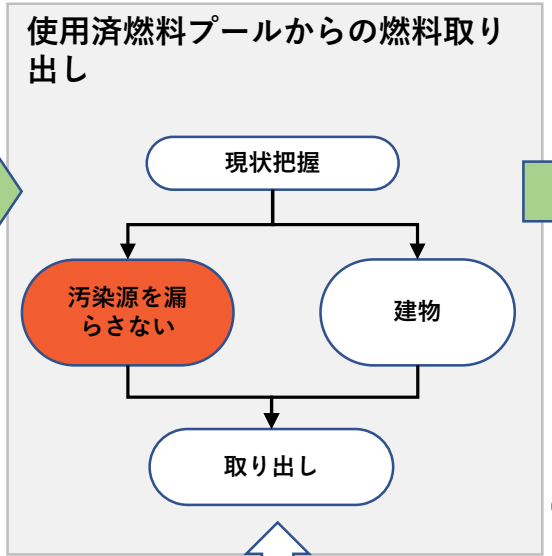 使用済燃料プールからの燃料取り
出し
現状把握
汚染源を漏
らさない
建物
取り出し